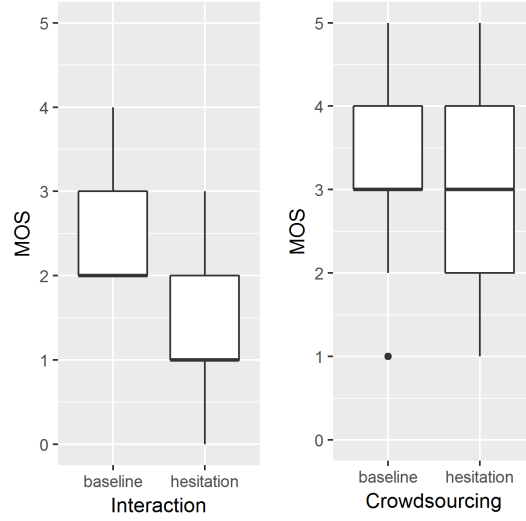 MOS
5
4
3
2
1
0
baseline hesitation
Interaction
MOS
5
4
3
2
1
0
baseline hesitation
Crowdsourcing